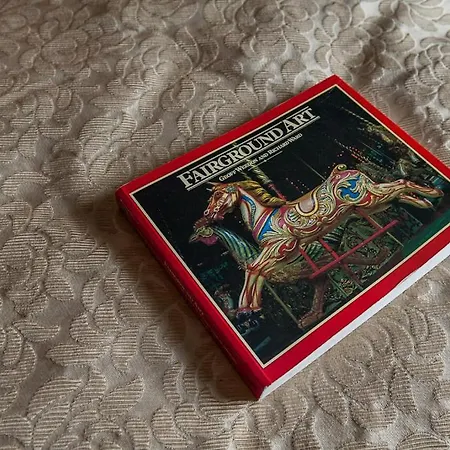 FAIRGROUND ART
GEOFF WEEDON AND RICHARD WARD